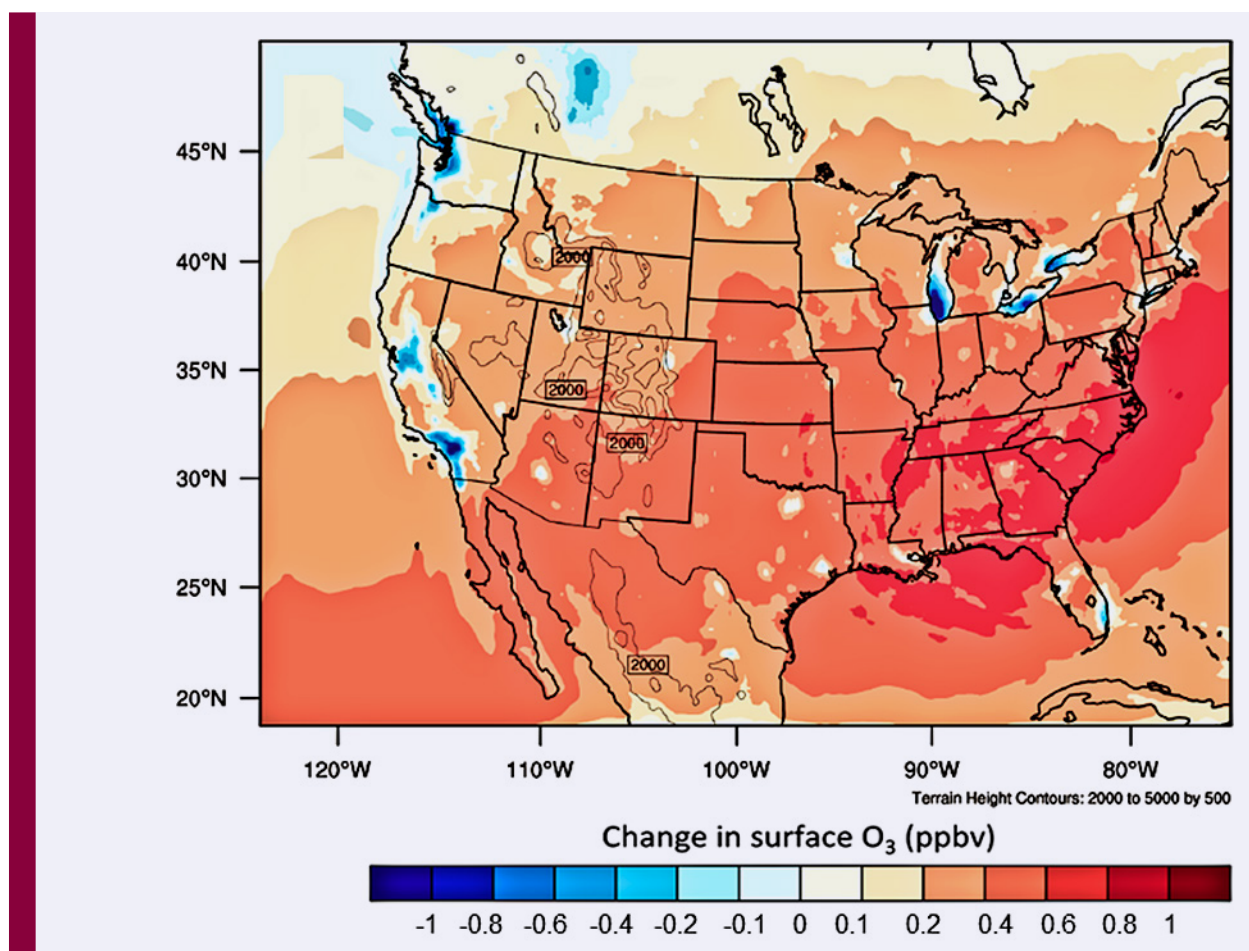 45°N
40°N
35°N
30°N
25°N
20°N
2000
2000
2000
2000
120°W 110°W 100°W 90°W 80°W
Terrain Height Contours: 2000 to 5000 by 500
Change in surface O₃ (ppbv)
-1 -0.8 -0.6 -0.4 -0.2 -0.1 0 0.1 0.2 0.4 0.6 0.8 1